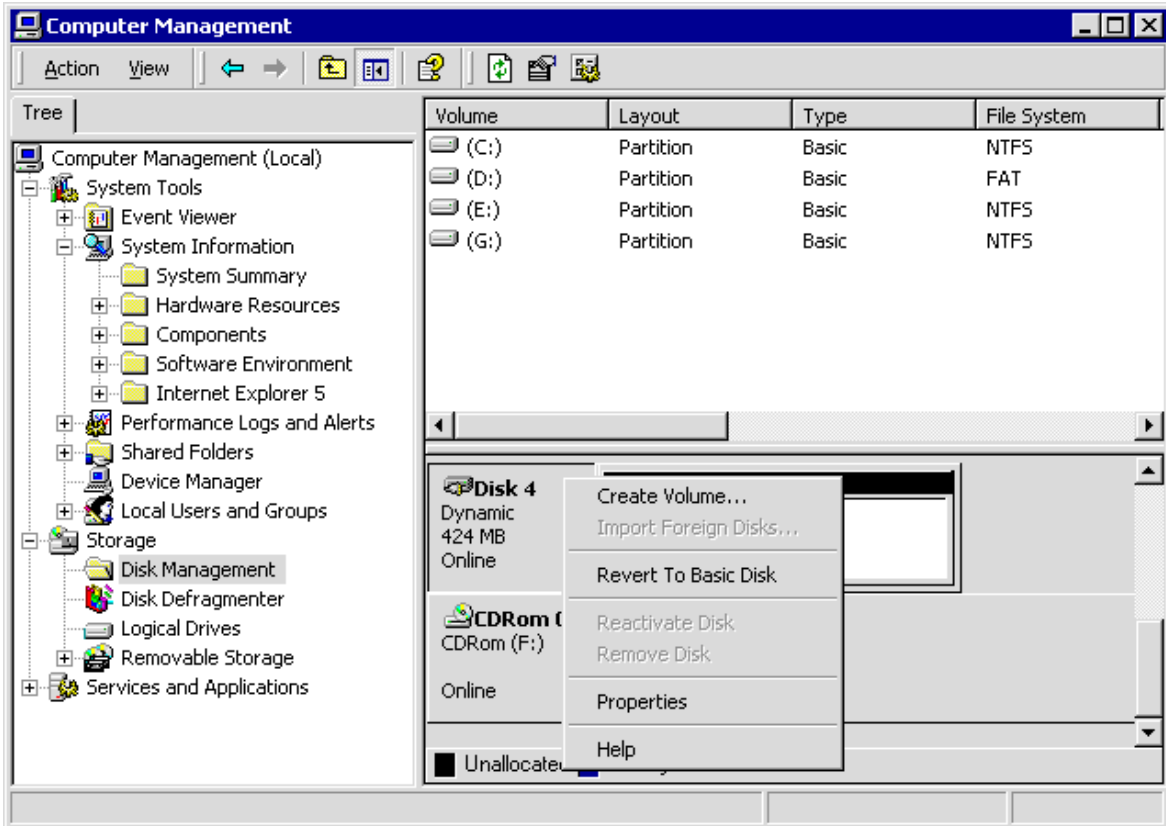 Computer Management
Action View
Tree
Computer Management (Local)
System Tools
Event Viewer
System Information
System Summary
Hardware Resources
Components
Software Environment
Internet Explorer 5
Performance Logs and Alerts
Shared Folders
Device Manager
Local Users and Groups
Storage
Disk Management
Disk Defragmenter
Logical Drives
Removable Storage
Services and Applications
Volume Layout Type File System
(C:) Partition Basic NTFS
(D:) Partition Basic FAT
(E:) Partition Basic NTFS
(G:) Partition Basic NTFS
Disk 4
Dynamic
424 MB
Online
CDRom
CDRom (F:)
Online
Create Volume...
Import Foreign Disks...
Revert To Basic Disk
Reactivate Disk
Remove Disk
Properties
Help